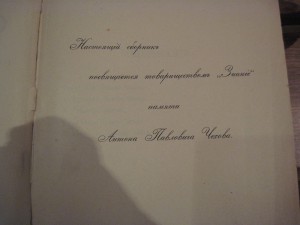 Настоящій сборникъ
посвящается товариществомъ „Знаніе“
памяти
Антона Павловича Чехова.